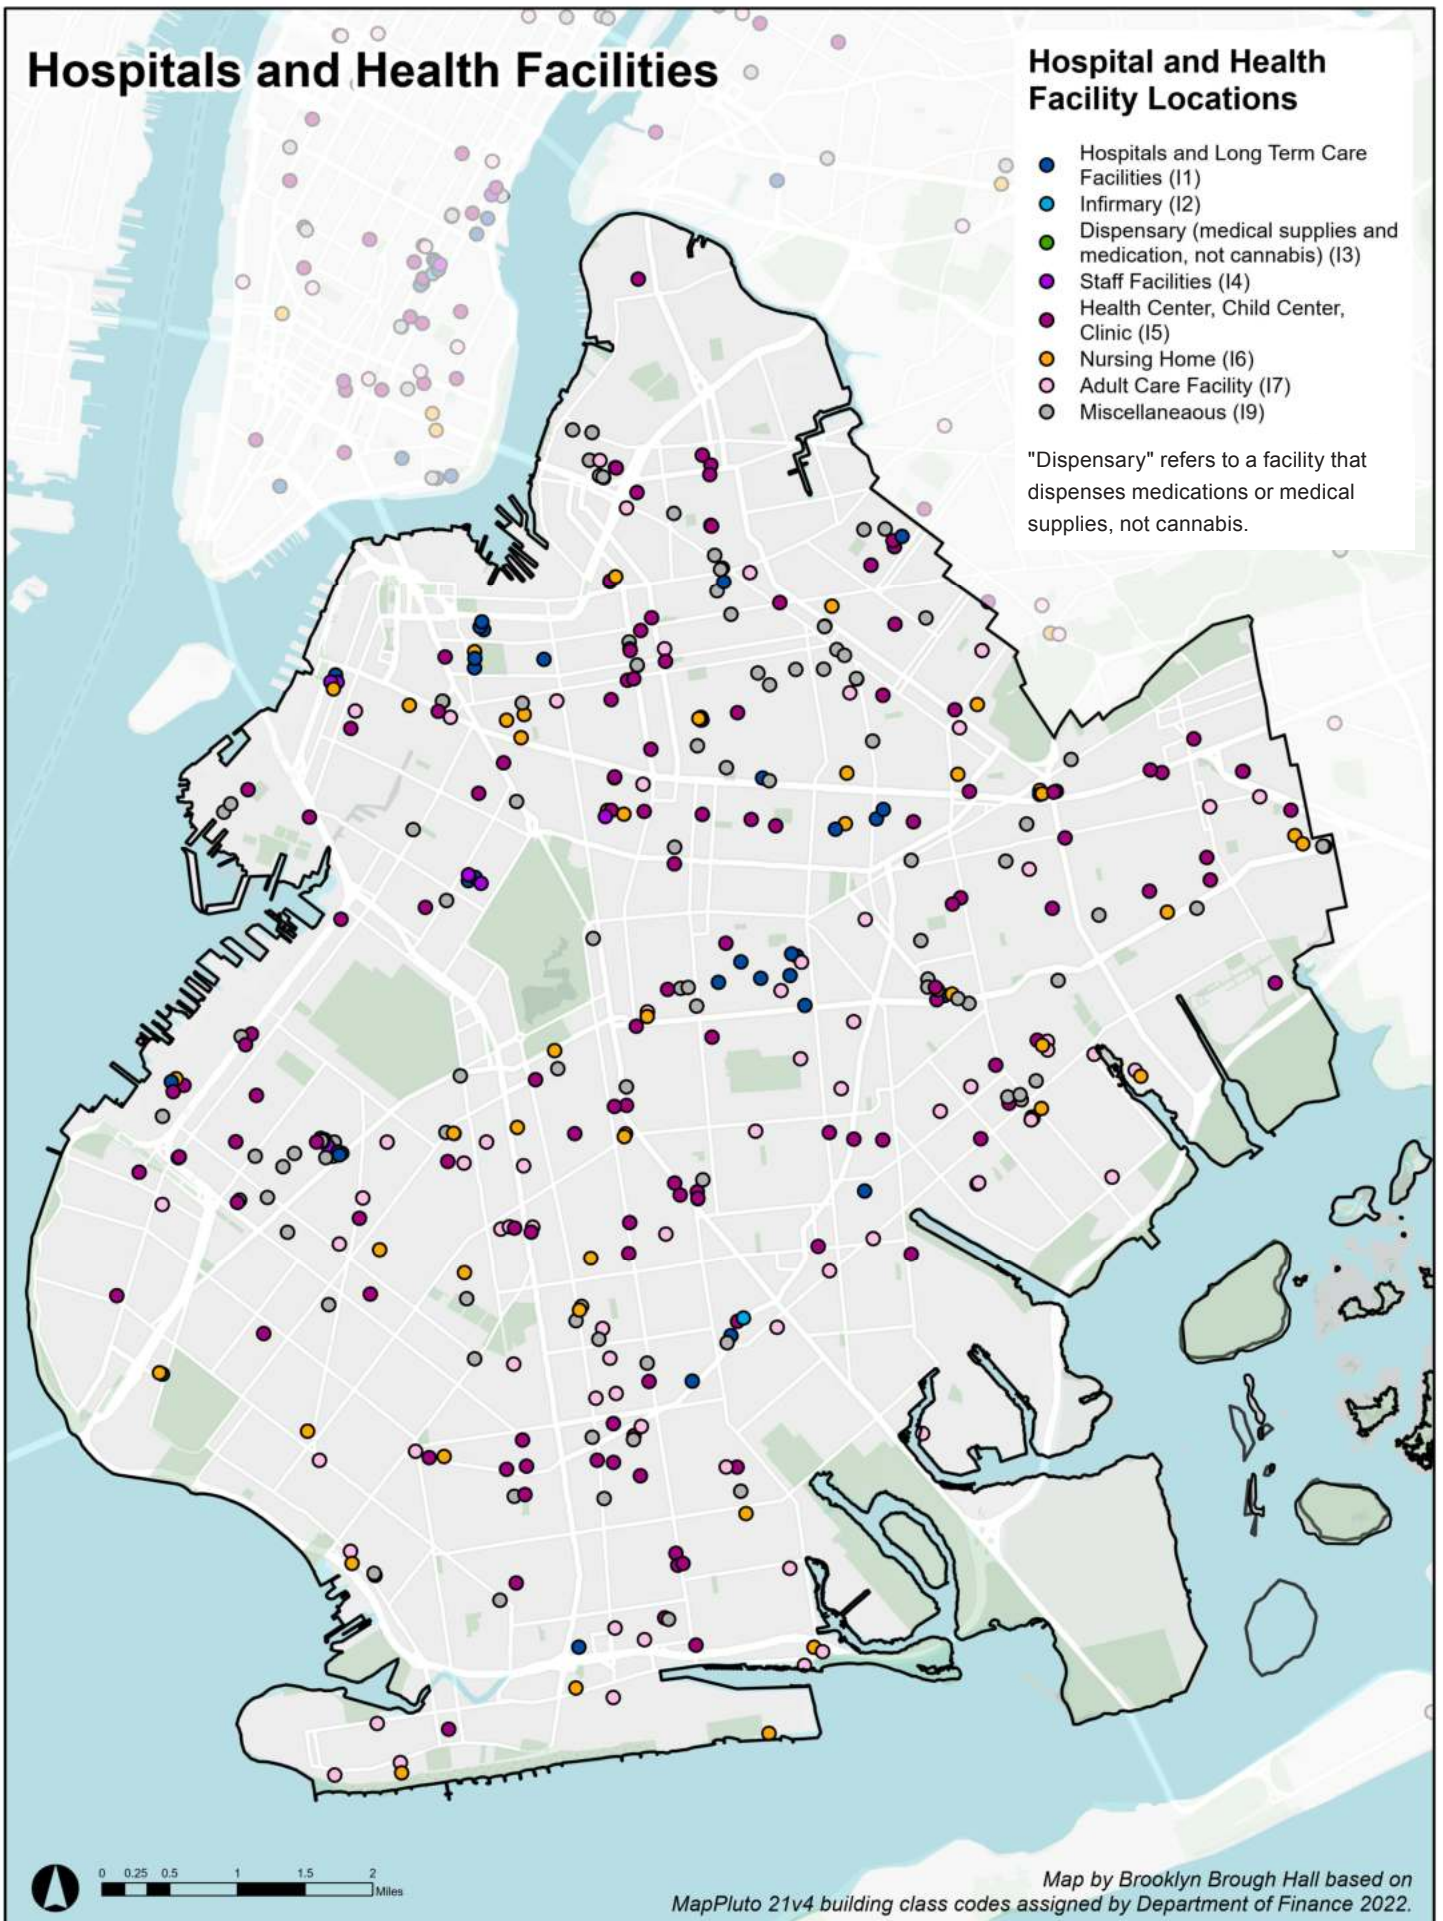 Hospitals and Health Facilities
Hospital and Health
Facility Locations
Hospitals and Long Term Care
Facilities (I1)
Infirmary (I2)
Dispensary (medical supplies and
medication, not cannabis) (I3)
Staff Facilities (I4)
Health Center, Child Center,
Clinic (I5)
Nursing Home (I6)
Adult Care Facility (I7)
Miscellaneaous (I9)
"Dispensary" refers to a facility that
dispenses medications or medical
supplies, not cannabis.
0 0.25 0.5 1 1.5 2
Miles
Map by Brooklyn Brough Hall based on
MapPluto 21v4 building class codes assigned by Department of Finance 2022.